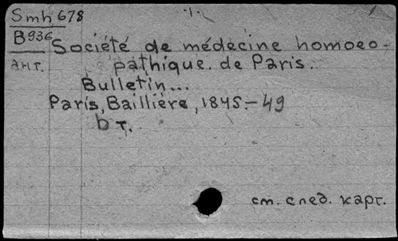 Smh 678
B936
Société de médecine homoeo-
Ант. pathique de Paris.
Bulletin...
Paris, Baillière, 1845.-49
6 т.
см. след. карт.